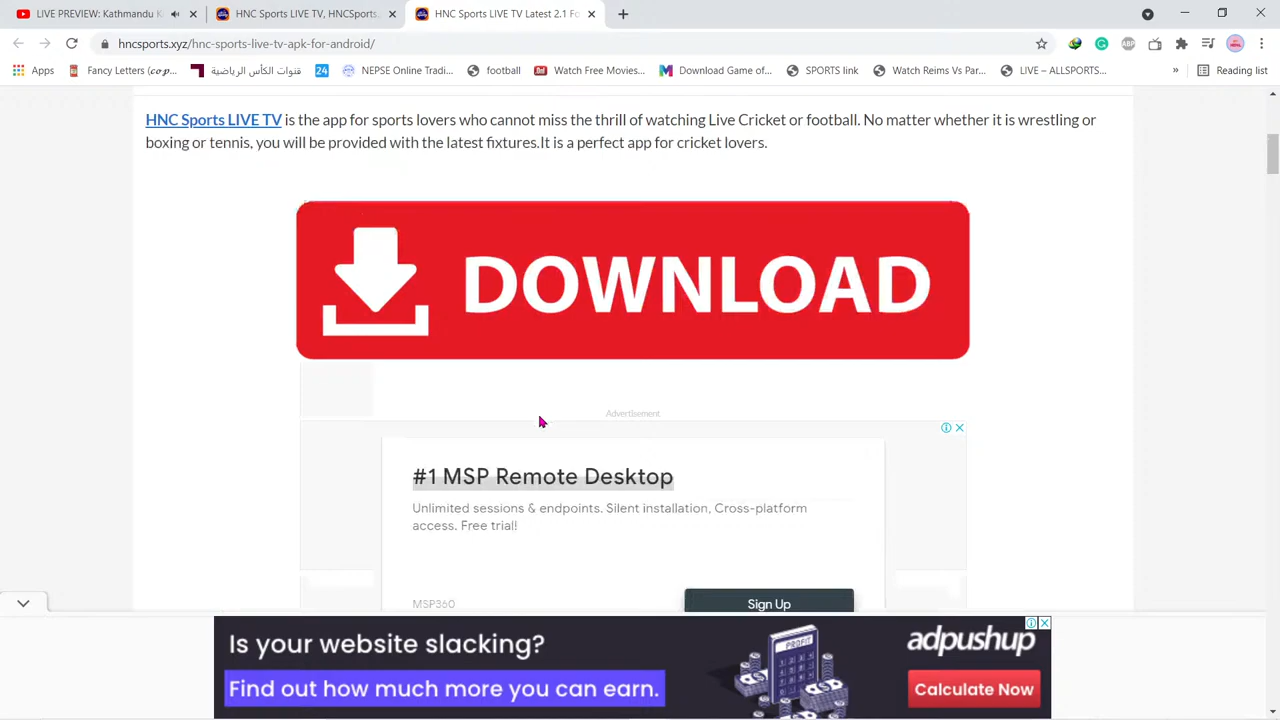 LIVE PREVIEW: Kathmandu K
HNC Sports LIVE TV, HNCSports.
HNC Sports LIVE TV Latest 2.1 Fo
hncsports.xyz/hnc-sports-live-tv-apk-for-android/
Apps
Fancy Letters (𝓬𝓸𝓹...
قنوات الكأس الرياضية
24
NEPSE Online Tradi...
football
Watch Free Movies...
Download Game of...
SPORTS link
Watch Reims Vs Par...
LIVE – ALLSPORTS...
»
Reading list
HNC Sports LIVE TV is the app for sports lovers who cannot miss the thrill of watching Live Cricket or football. No matter whether it is wrestling or
boxing or tennis, you will be provided with the latest fixtures.It is a perfect app for cricket lovers.
DOWNLOAD
Advertisement
#1 MSP Remote Desktop
Unlimited sessions & endpoints. Silent installation, Cross-platform
access. Free trial!
MSP360
Sign Up
Is your website slacking?
Find out how much more you can earn.
PROFIT
adpushup
Calculate Now